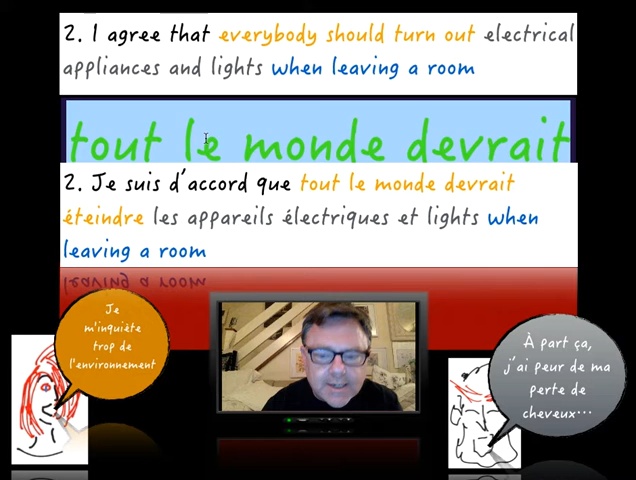 2. I agree that everybody should turn out electrical
appliances and lights when leaving a room
tout le monde devrait
2. Je suis d'accord que tout le monde devrait
éteindre les appareils électriques et lights when
leaving a room
Je
m'inquiète
trop de
l'environnement
À part ça,
j'ai peur de ma
perte de
cheveux...